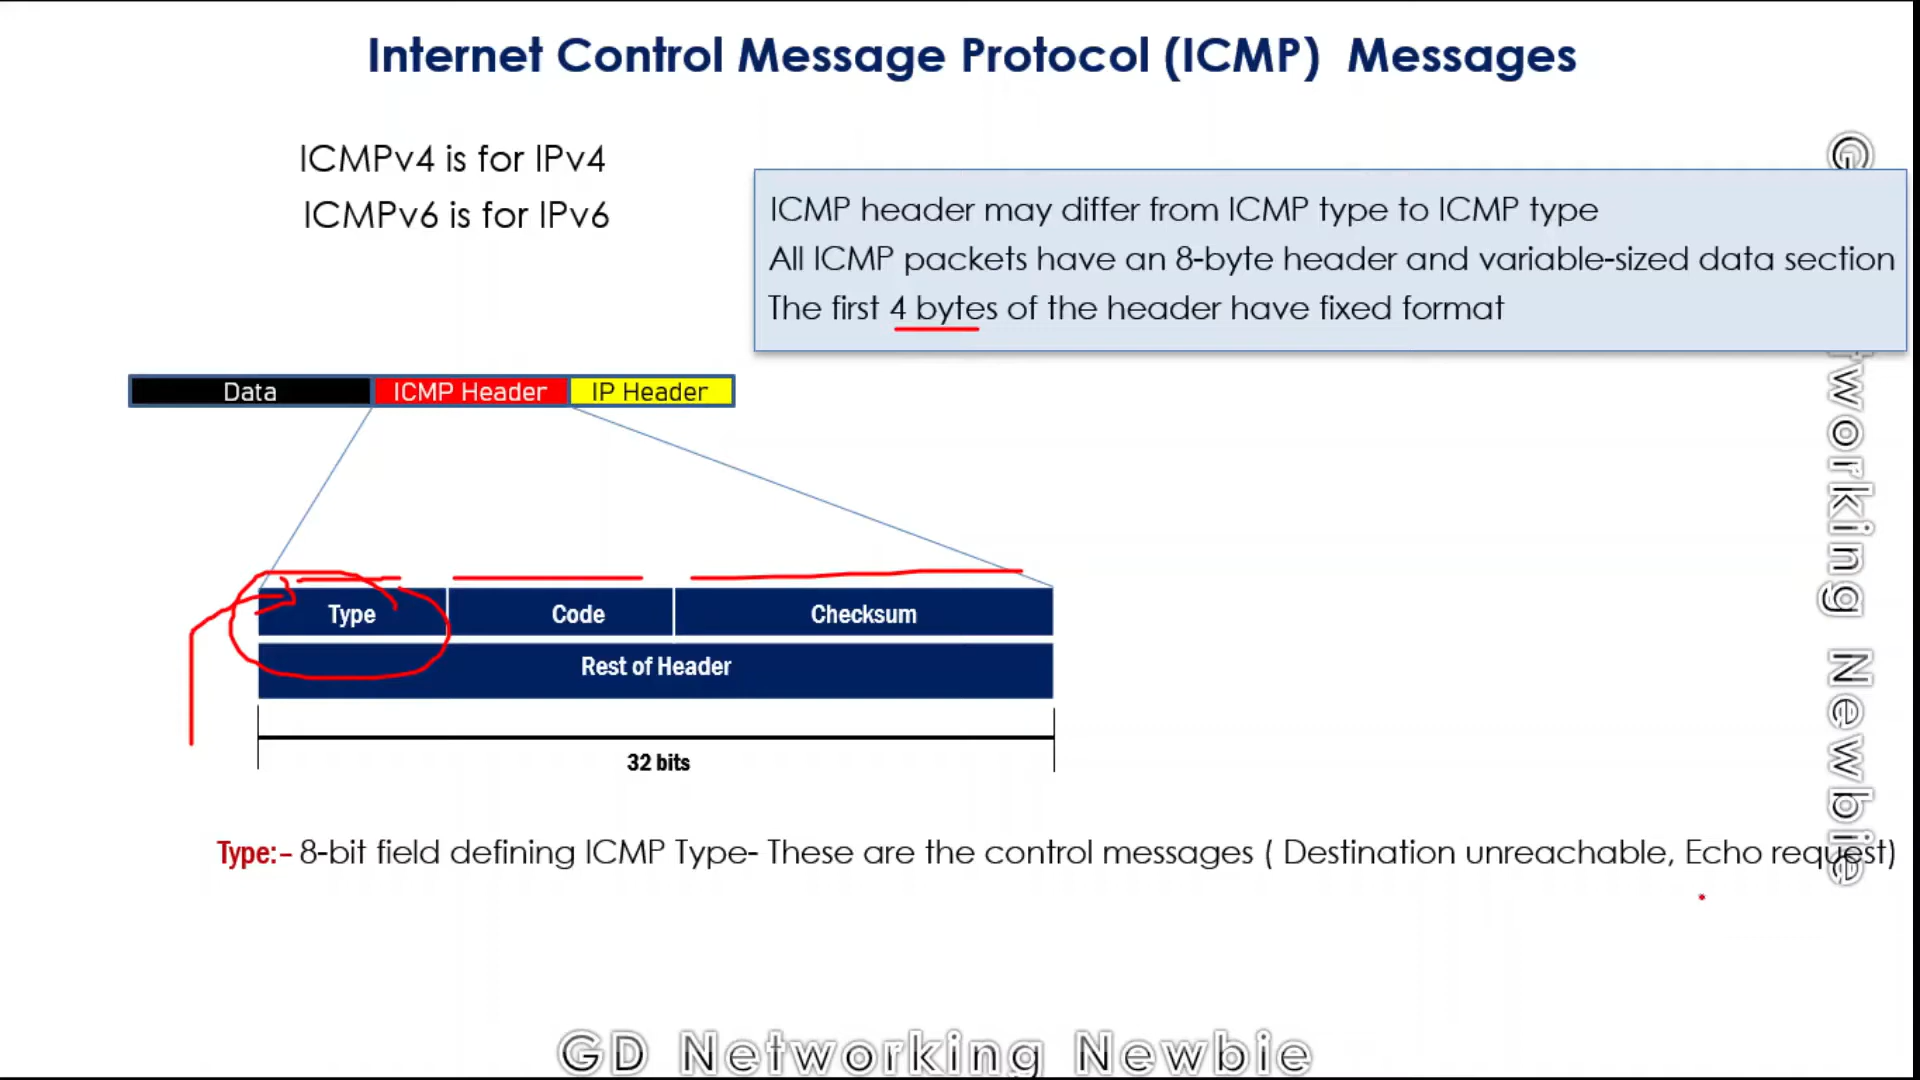 Internet Control Message Protocol (ICMP)  Messages
ICMPv4 is for IPv4
ICMPv6 is for IPv6
ICMP header may differ from ICMP type to ICMP type
All ICMP packets have an 8-byte header and variable-sized data section
The first 4 bytes of the header have fixed format
Data ICMP Header IP Header
Type Code Checksum
Rest of Header
32 bits
Type:- 8-bit field defining ICMP Type- These are the control messages ( Destination unreachable, Echo request)
GD Networking Newbie
Networking Newbie